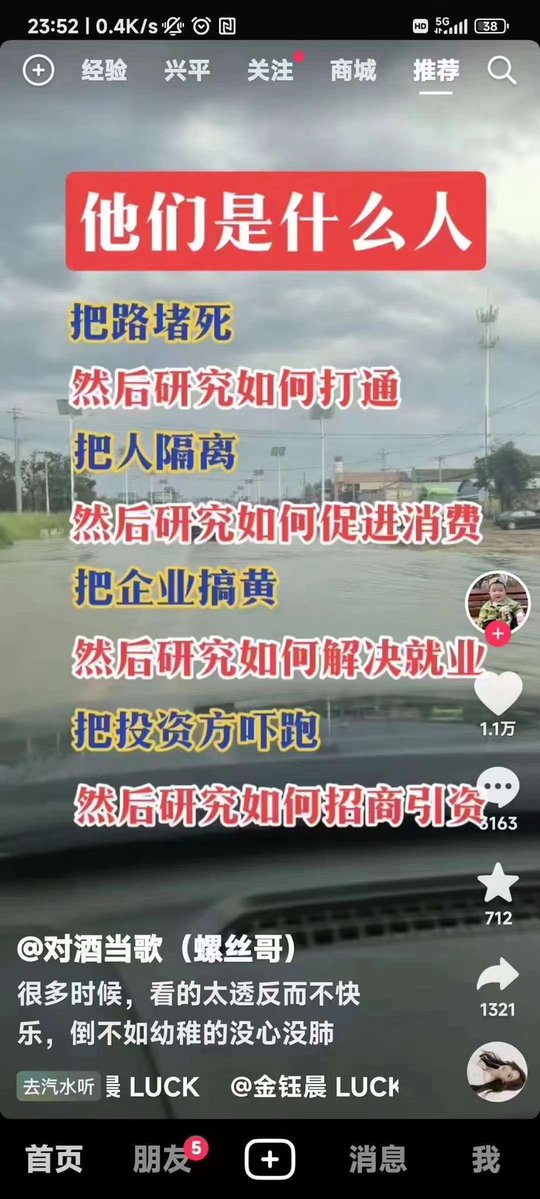 23:52 | 0.4K/s HD 5G 38
经验 兴平 关注 商城 推荐
他们是什么人
把路堵死
然后研究如何打通
把人隔离
然后研究如何促进消费
把企业搞黄
然后研究如何解决就业
1.1万
把投资方吓跑
然后研究如何招商引资
3163
712
@对酒当歌（螺丝哥）
很多时候，看的太透反而不快
1321
乐，倒不如幼稚的没心没肺
去汽水听 晨 LUCK @金钰晨 LUCK
首页 朋友 5 消息 我